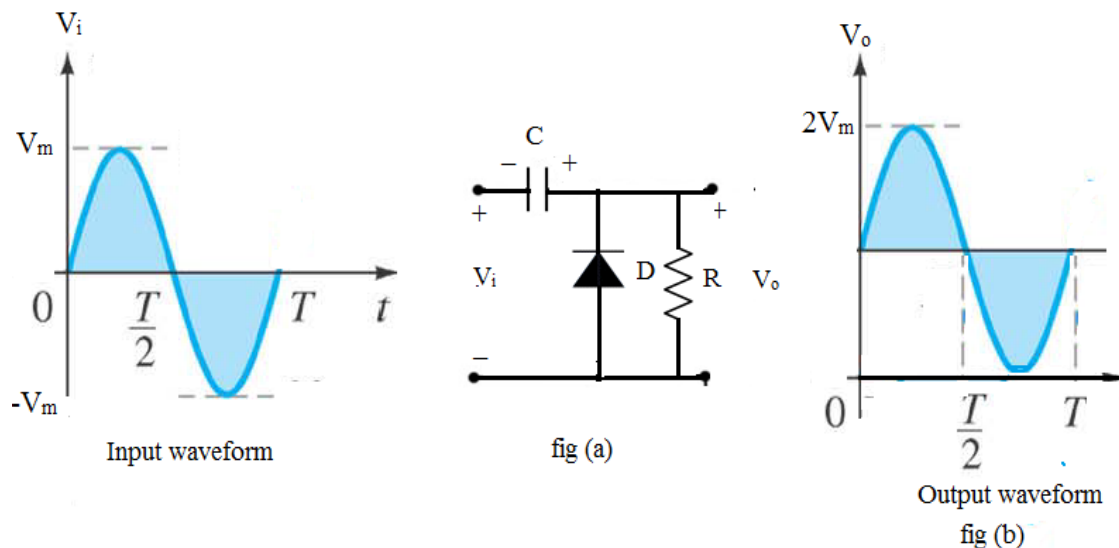 Vᵢ
Vₘ
0
T/2
T
t
-Vₘ
Input waveform
C
− +
+
+
Vᵢ
D
R
Vₒ
−
fig (a)
Vₒ
2Vₘ
0
T/2
T
Output waveform
fig (b)